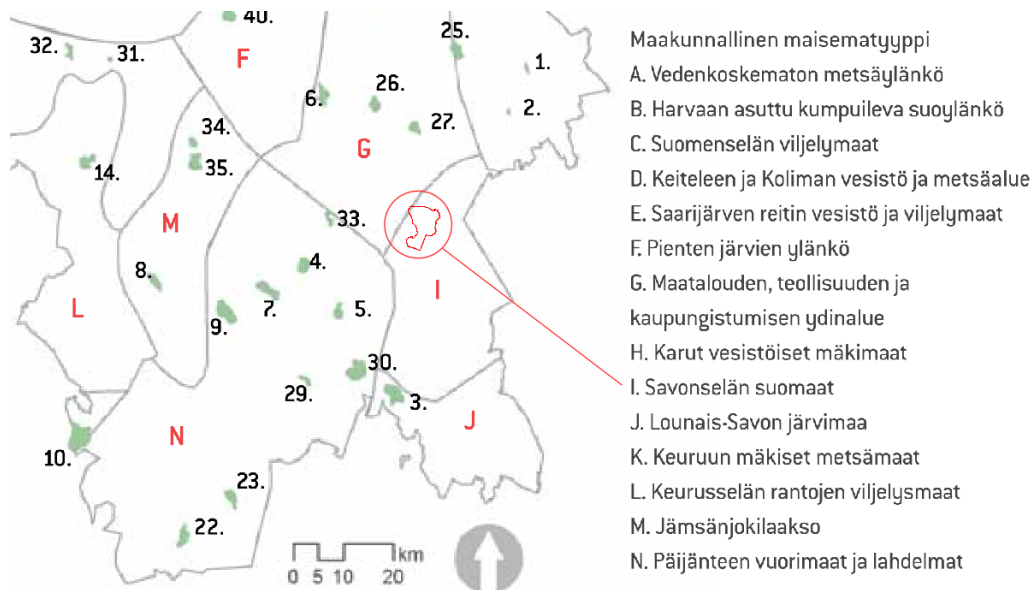 40.
32.
31.
F
25.
1.
2.
6.
26.
27.
34.
35.
G
14.
M
33.
8.
4.
I
L
7.
5.
9.
30.
29.
3.
J
N
10.
23.
22.
km
0 5 10 20
Maakunnallinen maisematyyppi
A. Vedenkoskematon metsäylänkö
B. Harvaan asuttu kumpuileva suoylänkö
C. Suomenselän viljelymaat
D. Keiteleen ja Koliman vesistö ja metsäalue
E. Saarijärven reitin vesistö ja viljelymaat
F. Pienten järvien ylänkö
G. Maatalouden, teollisuuden ja
kaupungistumisen ydinalue
H. Karut vesistöiset mäkimaat
I. Savonselän suomaat
J. Lounais-Savon järvimaa
K. Keuruun mäkiset metsämaat
L. Keurusselän rantojen viljelysmaat
M. Jämsänjokilaakso
N. Päijänteen vuorimaat ja lahdelmat